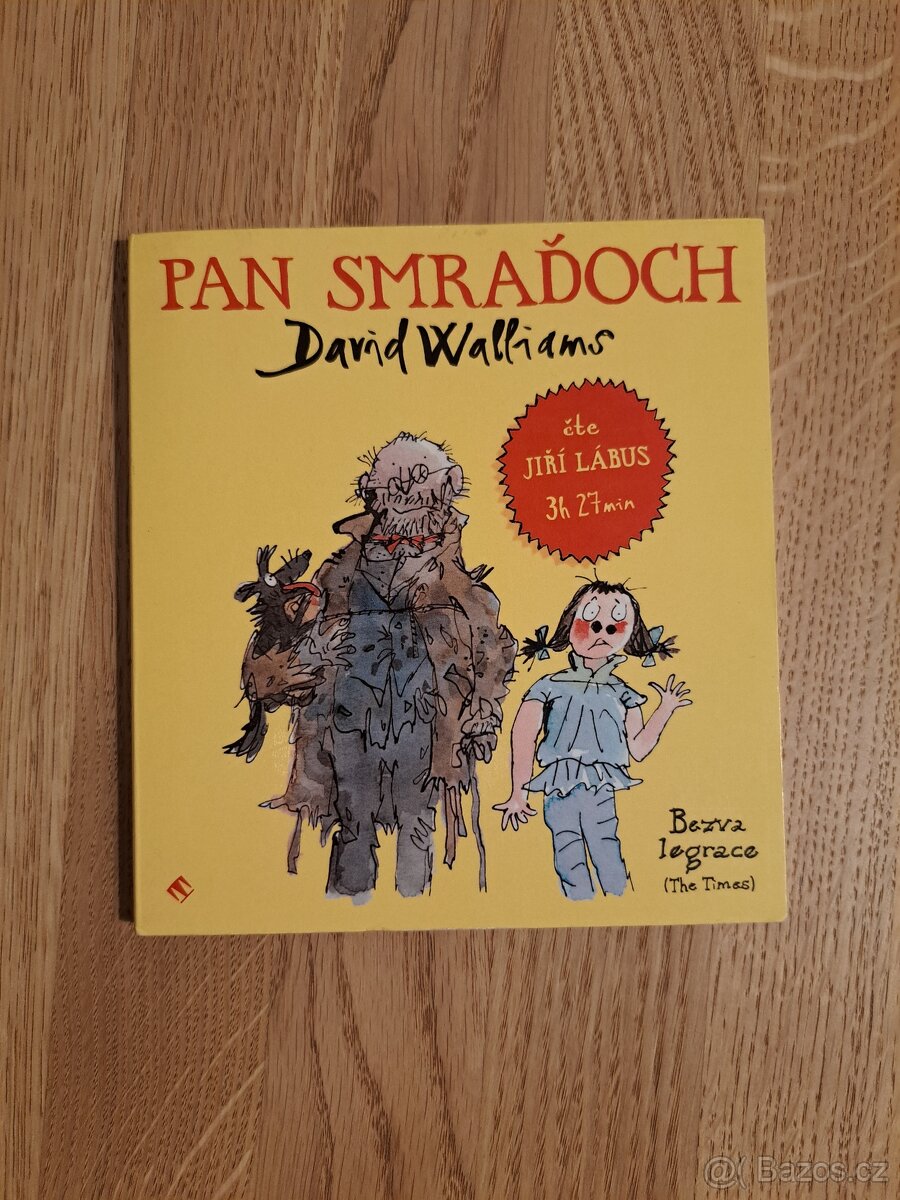 PAN SMRAĎOCH
David Walliams
čte
JIŘÍ LÁBUS
3h 27min
Bezva
legrace
(The Times)
@( Bazos.cz